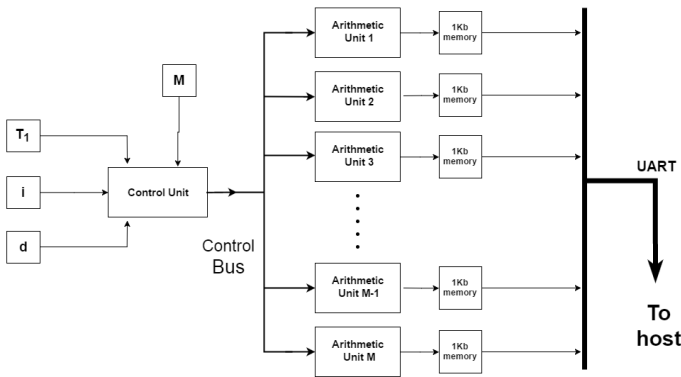 M
T1
i
d
Control Unit
Control
Bus
Arithmetic
Unit 1
1Kb
memory
Arithmetic
Unit 2
1Kb
memory
Arithmetic
Unit 3
1Kb
memory
Arithmetic
Unit M-1
1Kb
memory
Arithmetic
Unit M
1Kb
memory
UART
To
host